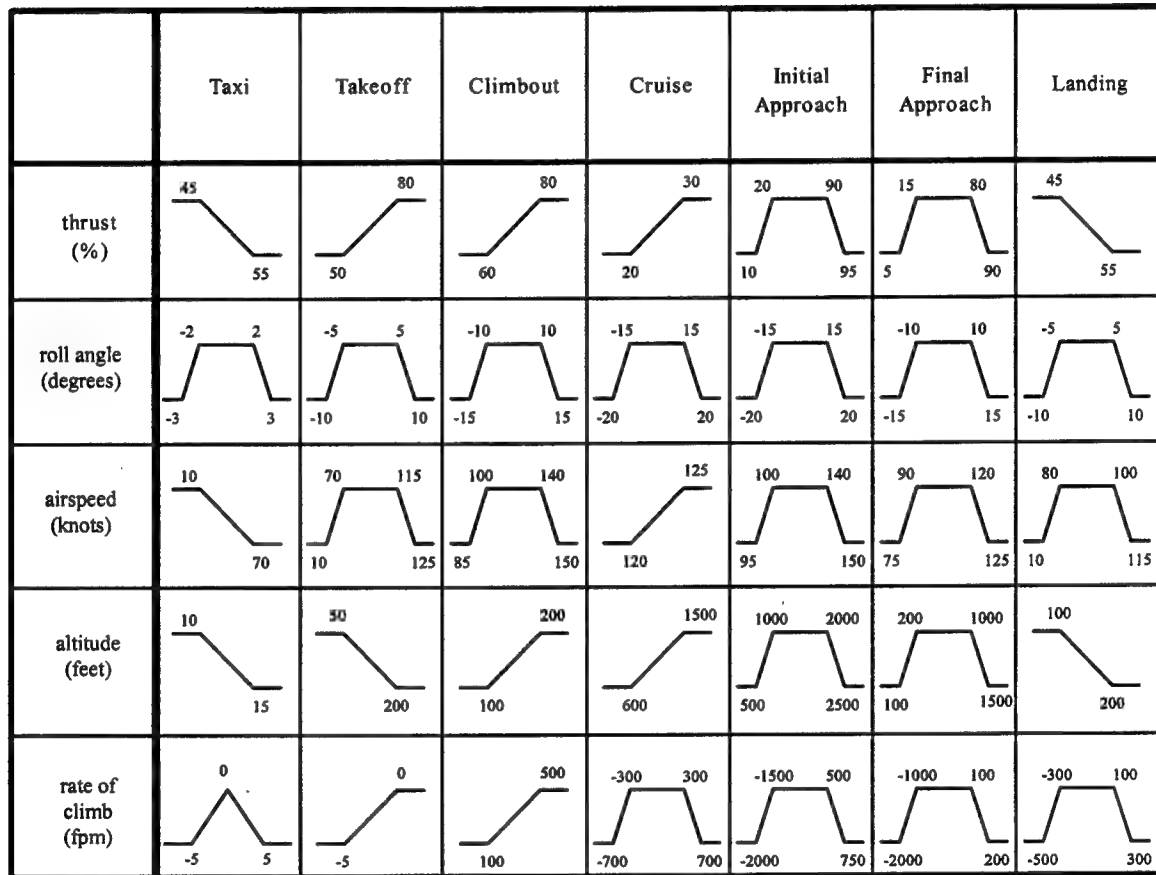 Taxi Takeoff Climbout Cruise Initial Approach Final Approach Landing
thrust
(%)
45 80 80 30 20 90 15 80 45
55 50 60 20 10 95 5 90 55
roll angle
(degrees)
-2 2 -5 5 -10 10 -15 15 -15 15 -10 10 -5 5
-3 3 -10 10 -15 15 -20 20 -20 20 -15 15 -10 10
airspeed
(knots)
10 70 115 100 140 125 100 140 90 120 80 100
70 10 125 85 150 120 95 150 75 125 10 115
altitude
(feet)
10 50 200 1500 1000 2000 200 1000 100
15 200 100 600 500 2500 100 1500 200
rate of
climb
(fpm)
0 0 500 -300 300 -1500 500 -1000 100 -300 100
-5 5 -5 100 -700 700 -2000 750 -2000 200 -500 300